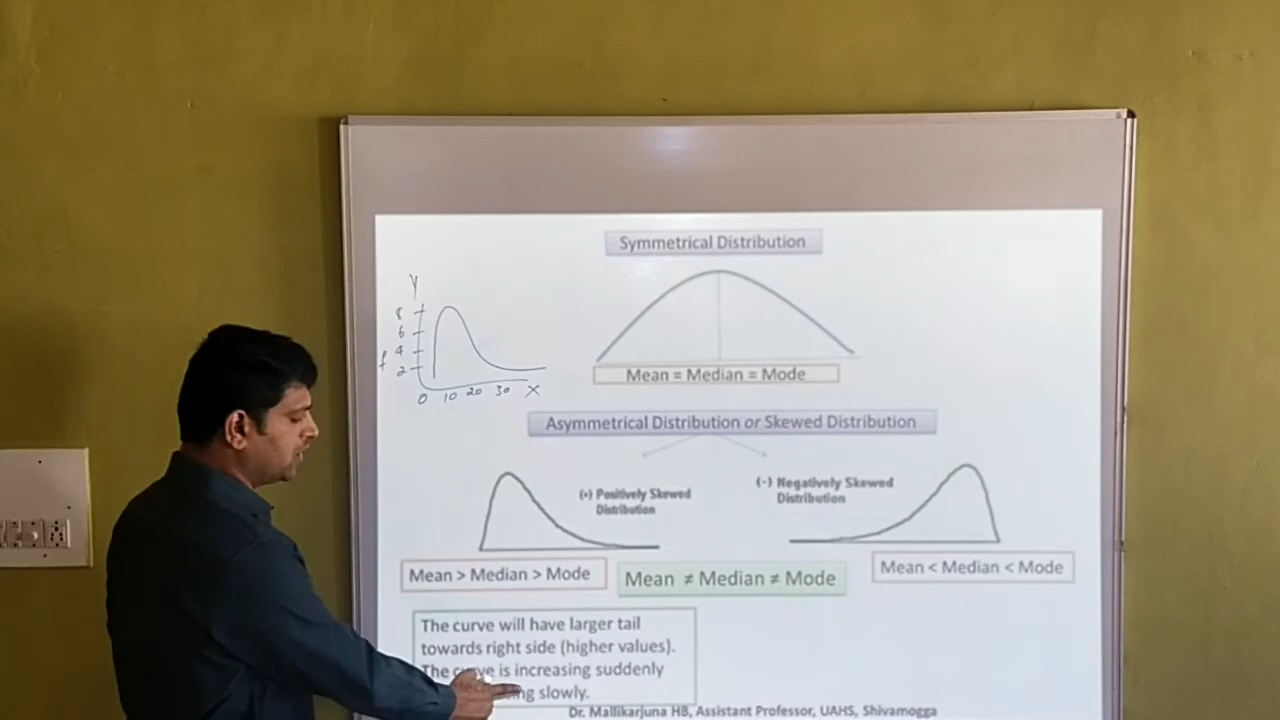 Symmetrical Distribution
Y
8
6
4
f
2
0 10 20 30 X
Mean = Median = Mode
Asymmetrical Distribution or Skewed Distribution
(+) Positively Skewed
Distribution
(-) Negatively Skewed
Distribution
Mean > Median > Mode
Mean ≠ Median ≠ Mode
Mean < Median < Mode
The curve will have larger tail
towards right side (higher values).
The curve is increasing suddenly
slowly.
Dr. Mallikarjuna HB, Assistant Professor, UAHS, Shivamogga